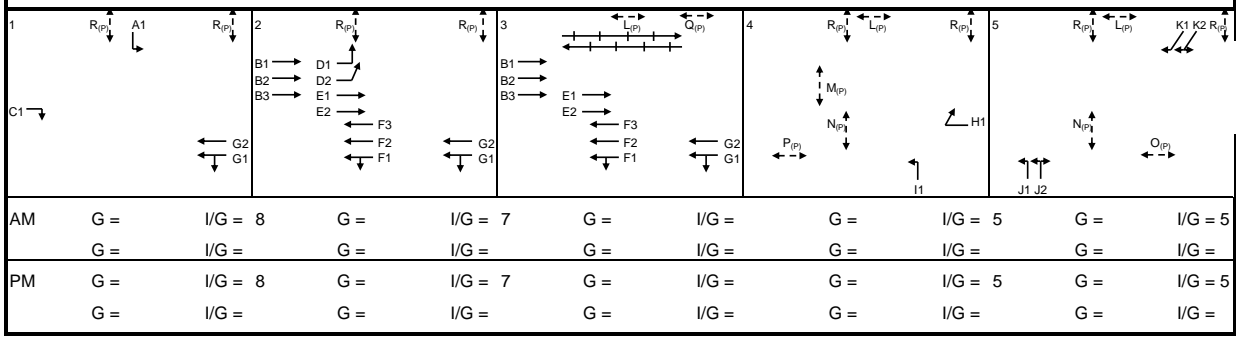 1 R(P) A1 R(P) 2 R(P) R(P) 3 L(P) Q(P) 4 R(P) L(P) R(P) 5 R(P) L(P) K1 K2 R(P)
B1 D1 B1
B2 D2 B2 M(P)
B3 E1 B3 E1
C1 E2 E2
F3 F3 N(P) H1 N(P)
G2 F2 G2 F2 G2 P(P) O(P)
G1 F1 G1 F1 G1
I1 J1 J2
AM G = I/G = 8 G = I/G = 7 G = I/G = G = I/G = 5 G = I/G = 5
G = I/G = G = I/G = G = I/G = G = I/G = G = I/G =
PM G = I/G = 8 G = I/G = 7 G = I/G = G = I/G = 5 G = I/G = 5
G = I/G = G = I/G = G = I/G = G = I/G = G = I/G =